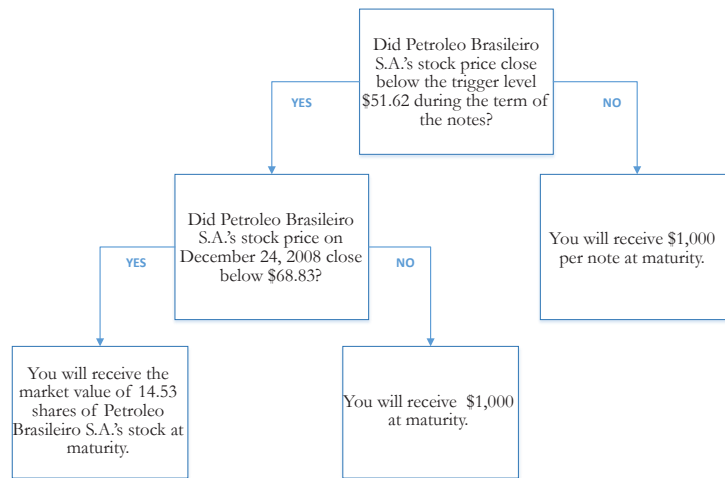 Did Petroleo Brasileiro
S.A.'s stock price close
below the trigger level
$51.62 during the term of
the notes?
YES
NO
Did Petroleo Brasileiro
S.A.'s stock price on
December 24, 2008 close
below $68.83?
You will receive $1,000
per note at maturity.
YES
NO
You will receive the
market value of 14.53
shares of Petroleo
Brasileiro S.A.'s stock at
maturity.
You will receive $1,000
at maturity.